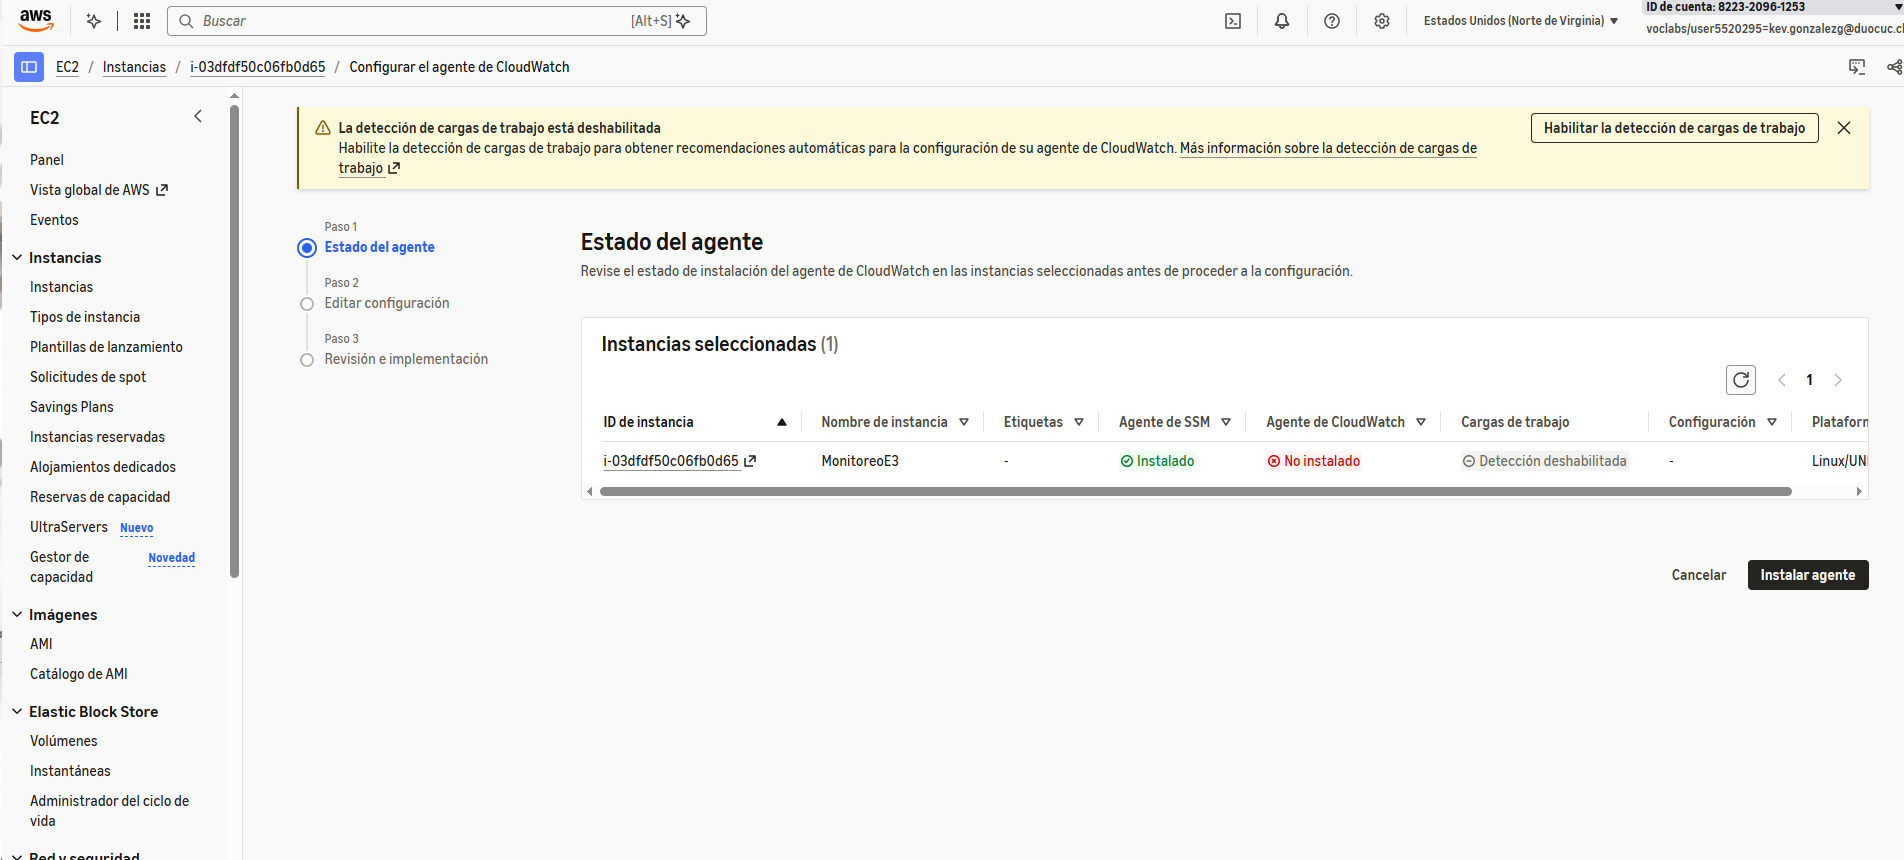 aws
Buscar
[Alt+S]
Estados Unidos (Norte de Virginia)
ID de cuenta: 8223-2096-1253
voclabs/user5520295=kev.gonzalezg@duocuc.cl
EC2 / Instancias / i-03dfdf50c06fb0d65 / Configurar el agente de CloudWatch
EC2
Panel
Vista global de AWS
Eventos
Instancias
Instancias
Tipos de instancia
Plantillas de lanzamiento
Solicitudes de spot
Savings Plans
Instancias reservadas
Alojamientos dedicados
Reservas de capacidad
UltraServers Nuevo
Gestor de Novedad
capacidad
Imágenes
AMI
Catálogo de AMI
Elastic Block Store
Volúmenes
Instantáneas
Administrador del ciclo de
vida
Red y seguridad
La detección de cargas de trabajo está deshabilitada
Habilite la detección de cargas de trabajo para obtener recomendaciones automáticas para la configuración de su agente de CloudWatch. Más información sobre la detección de cargas de
trabajo
Habilitar la detección de cargas de trabajo
Paso 1
Estado del agente
Paso 2
Editar configuración
Paso 3
Revisión e implementación
Estado del agente
Revise el estado de instalación del agente de CloudWatch en las instancias seleccionadas antes de proceder a la configuración.
Instancias seleccionadas (1)
1
ID de instancia Nombre de instancia Etiquetas Agente de SSM Agente de CloudWatch Cargas de trabajo Configuración Plataform
i-03dfdf50c06fb0d65 MonitoreoE3 - Instalado No instalado Detección deshabilitada - Linux/UNI
Cancelar Instalar agente